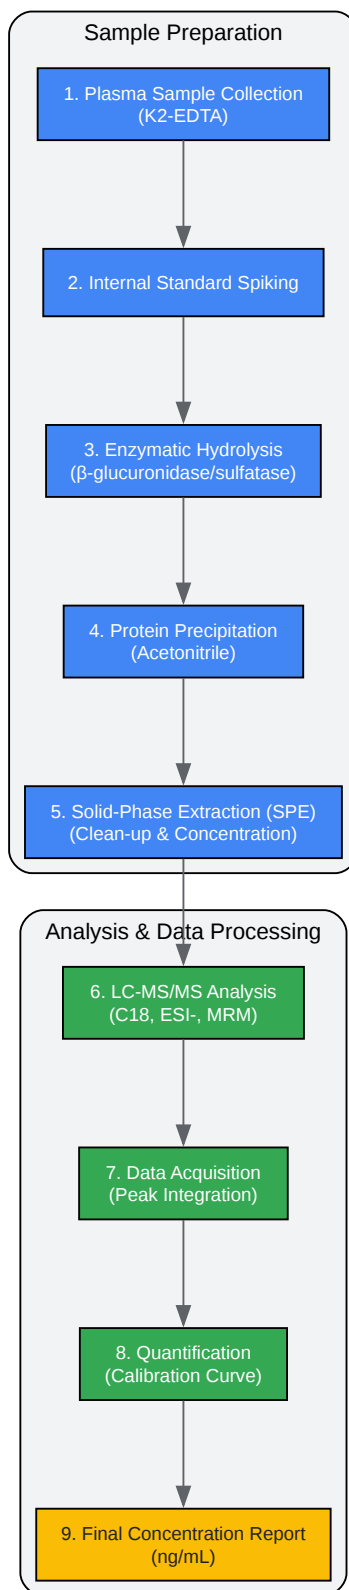 Sample Preparation
1. Plasma Sample Collection
(K2-EDTA)
2. Internal Standard Spiking
3. Enzymatic Hydrolysis
(β-glucuronidase/sulfatase)
4. Protein Precipitation
(Acetonitrile)
5. Solid-Phase Extraction (SPE)
(Clean-up & Concentration)
Analysis & Data Processing
6. LC-MS/MS Analysis
(C18, ESI-, MRM)
7. Data Acquisition
(Peak Integration)
8. Quantification
(Calibration Curve)
9. Final Concentration Report
(ng/mL)